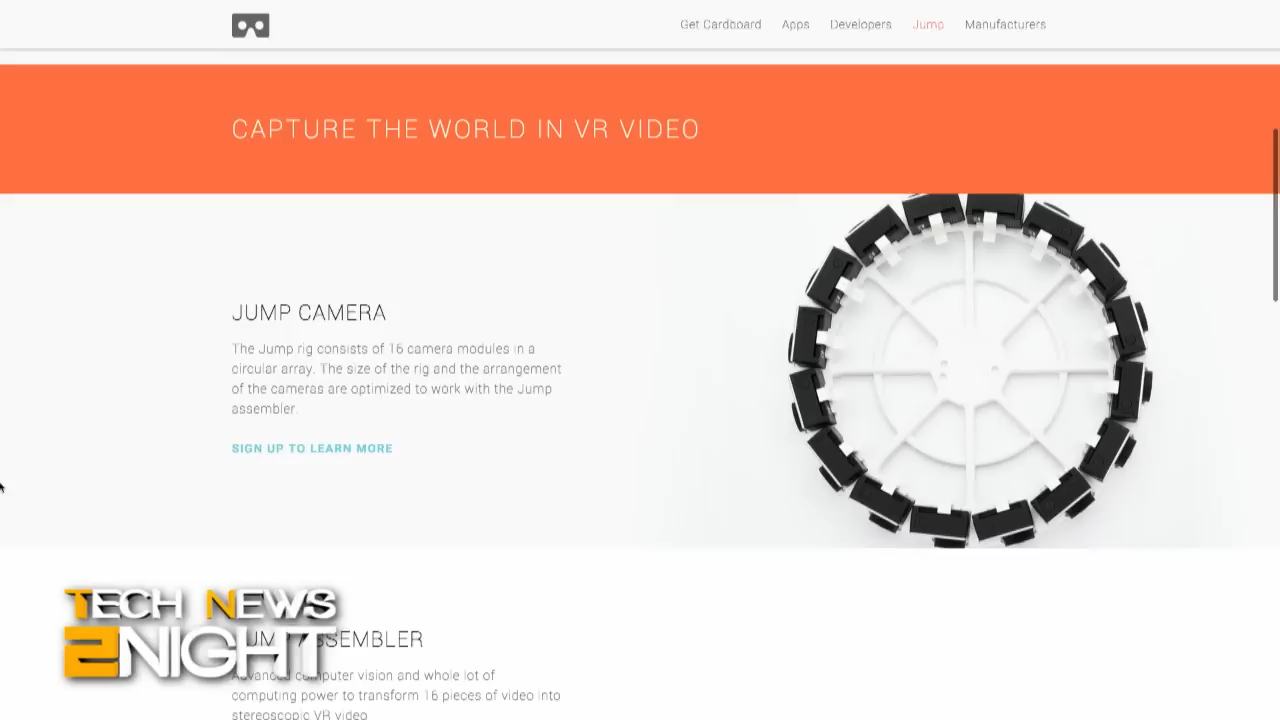 Get Cardboard Apps Developers Jump Manufacturers
CAPTURE THE WORLD IN VR VIDEO
JUMP CAMERA
The Jump rig consists of 16 camera modules in a
circular array. The size of the rig and the arrangement
of the cameras are optimized to work with the Jump
assembler.
SIGN UP TO LEARN MORE
TECH NEWS
2NIGHT
JUMP ASSEMBLER
Advanced computer vision and whole lot of
computing power to transform 16 pieces of video into
stereoscopic VR video